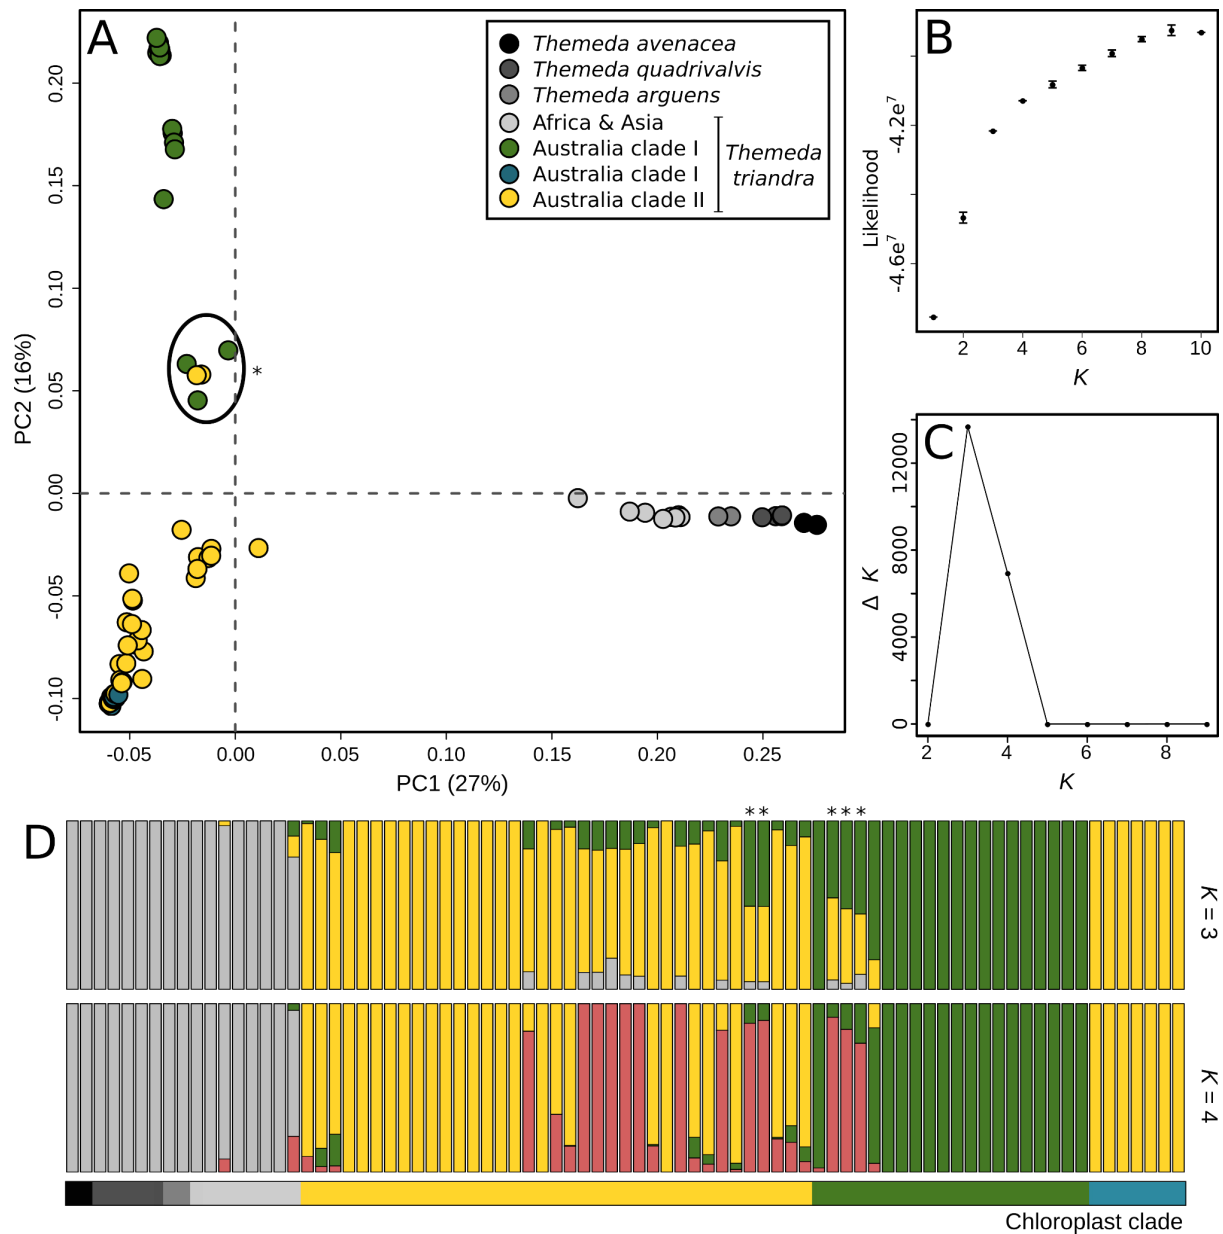 A
Themeda avenacea
Themeda quadrivalvis
Themeda arguens
Africa & Asia
Australia clade I
Australia clade I
Australia clade II
Themeda
triandra
*
PC2 (16%)
0.20
0.15
0.10
0.05
0.00
-0.05
-0.10
-0.05
0.00
0.05
0.10
0.15
0.20
0.25
PC1 (27%)
B
Likelihood
-4.2e7
-4.6e7
2
4
6
8
10
K
C
Δ K
12000
8000
4000
0
2
4
6
8
K
D
* *
* * *
K = 3
K = 4
Chloroplast clade